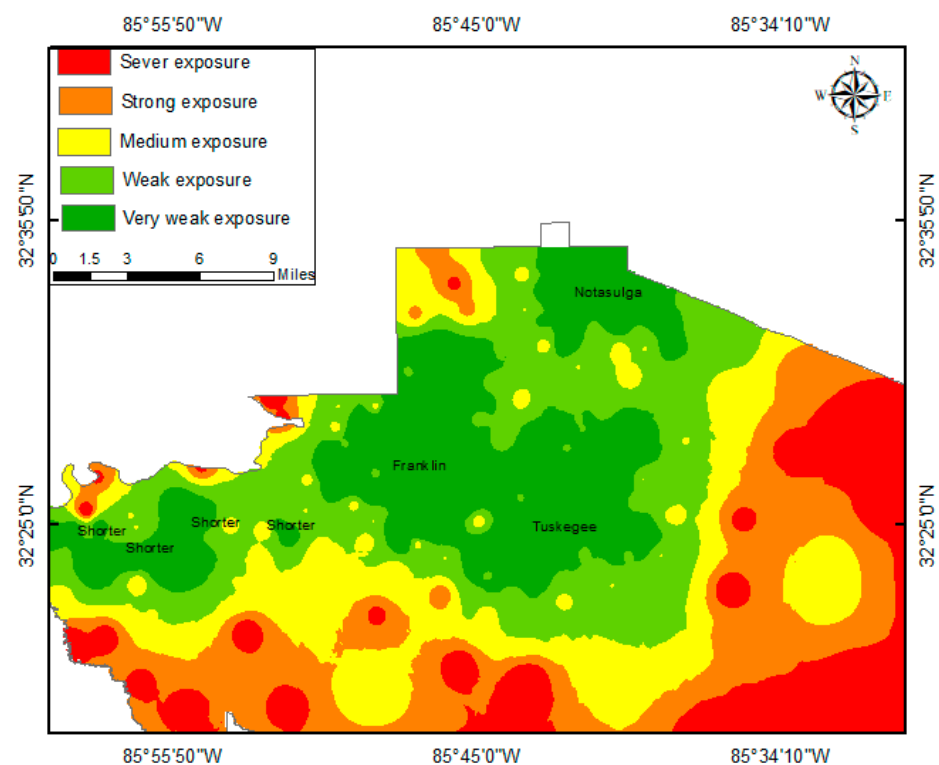 85°55'50"W 85°45'0"W 85°34'10"W
Sever exposure
Strong exposure
Medium exposure
Weak exposure
Very weak exposure
0 1.5 3 6 9
Miles
N
W E
S
32°35'50"N 32°35'50"N
Notasulga
Franklin
32°25'0"N 32°25'0"N
Shorter Shorter Shorter
Tuskegee
Shorter
85°55'50"W 85°45'0"W 85°34'10"W